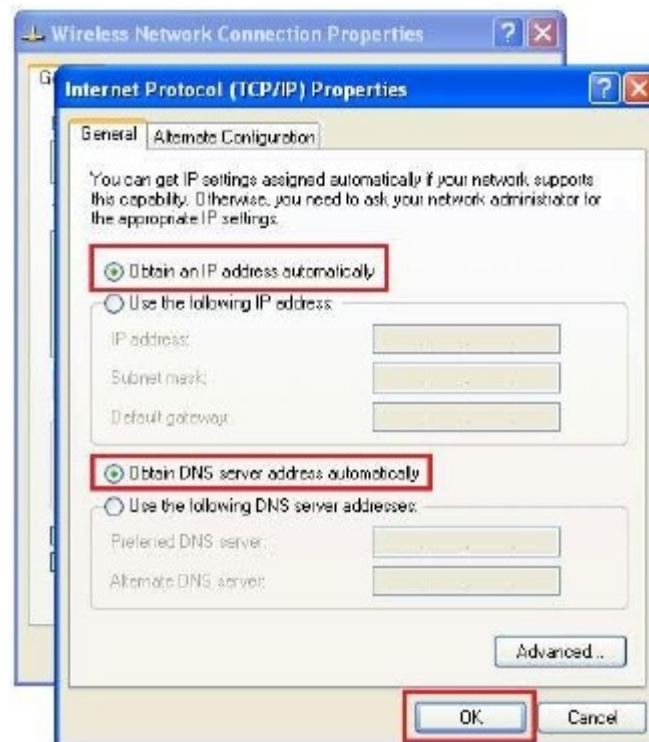 Wireless Network Connection Properties
Internet Protocol (TCP/IP) Properties
General
Alternate Configuration
You can get IP settings assigned automatically if your network supports
this capability. Otherwise, you need to ask your network administrator for
the appropriate IP settings.
Obtain an IP address automatically
Use the following IP address:
IP address:
Subnet mask:
Default gateway:
Obtain DNS server address automatically
Use the following DNS server addresses:
Preferred DNS server:
Alternate DNS server:
Advanced...
OK
Cancel